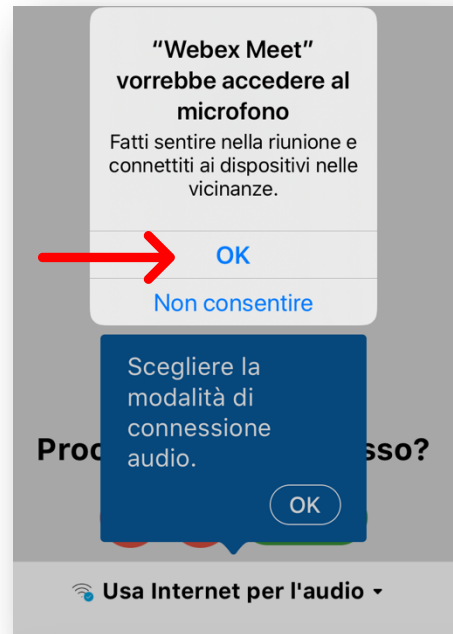 “Webex Meet”
vorrebbe accedere al
microfono
Fatti sentire nella riunione e
connettiti ai dispositivi nelle
vicinanze.
OK
Non consentire
Scegliere la
modalità di
connessione
audio.
OK
Usa Internet per l'audio